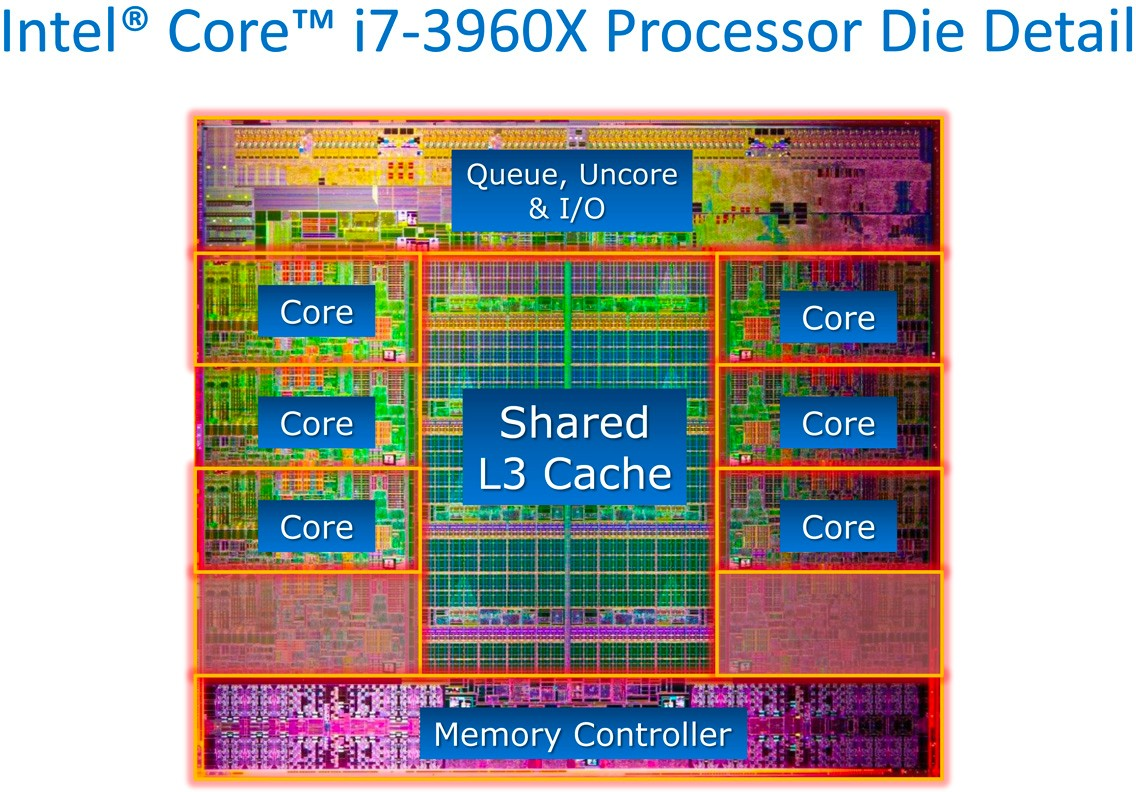 Intel® Core™ i7-3960X Processor Die Detail
Queue, Uncore
& I/O
Core
Core
Core
Core
Shared
L3 Cache
Core
Core
Memory Controller